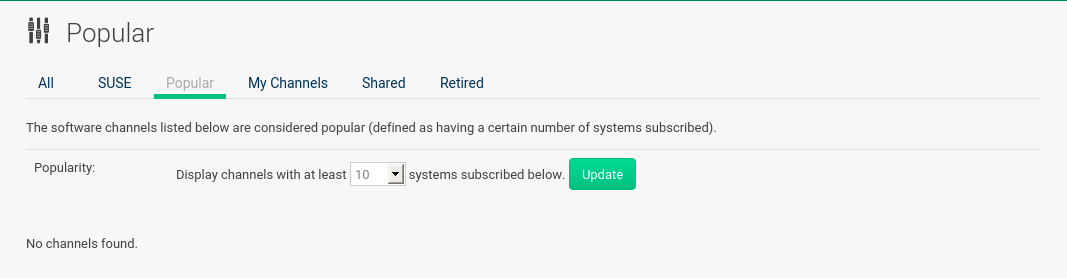 Popular
All SUSE Popular My Channels Shared Retired
The software channels listed below are considered popular (defined as having a certain number of systems subscribed).
Popularity: Display channels with at least 10 systems subscribed below. Update
No channels found.